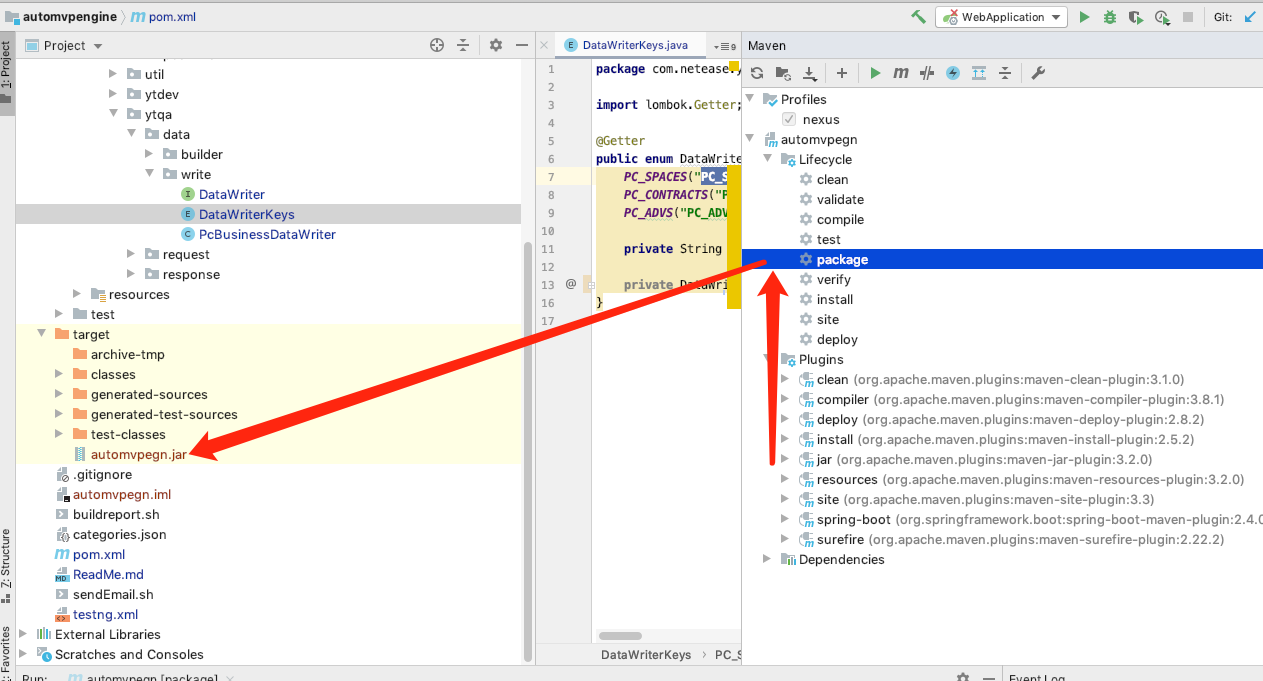 automvpengine
pom.xml
WebApplication
Git:
1: Project
Project
util
ytdev
ytqa
data
builder
write
DataWriter
DataWriterKeys
PcBusinessDataWriter
request
response
resources
test
target
archive-tmp
classes
generated-sources
generated-test-sources
test-classes
automvpegn.jar
.gitignore
automvpegn.iml
buildreport.sh
categories.json
pom.xml
ReadMe.md
sendEmail.sh
testng.xml
External Libraries
Scratches and Consoles
Z: Structure
Favorites
I
E
C
MD
DataWriterKeys.java
9
1 package com.netease.y
2
3 import lombok.Getter;
4
5 @Getter
6 public enum DataWrite
7 PC_SPACES("PC_S
8 PC_CONTRACTS("P
9 PC_ADVS("PC_ADV
10
11 private String
12
13 @ private DataWri
16 }
17
DataWriterKeys
PC_S
Maven
Profiles
nexus
automvpegn
Lifecycle
clean
validate
compile
test
package
verify
install
site
deploy
Plugins
clean (org.apache.maven.plugins:maven-clean-plugin:3.1.0)
compiler (org.apache.maven.plugins:maven-compiler-plugin:3.8.1)
deploy (org.apache.maven.plugins:maven-deploy-plugin:2.8.2)
install (org.apache.maven.plugins:maven-install-plugin:2.5.2)
jar (org.apache.maven.plugins:maven-jar-plugin:3.2.0)
resources (org.apache.maven.plugins:maven-resources-plugin:3.2.0)
site (org.apache.maven.plugins:maven-site-plugin:3.3)
spring-boot (org.springframework.boot:spring-boot-maven-plugin:2.4.0
surefire (org.apache.maven.plugins:maven-surefire-plugin:2.22.2)
Dependencies
Run:
automvpegn [package]
Event Log